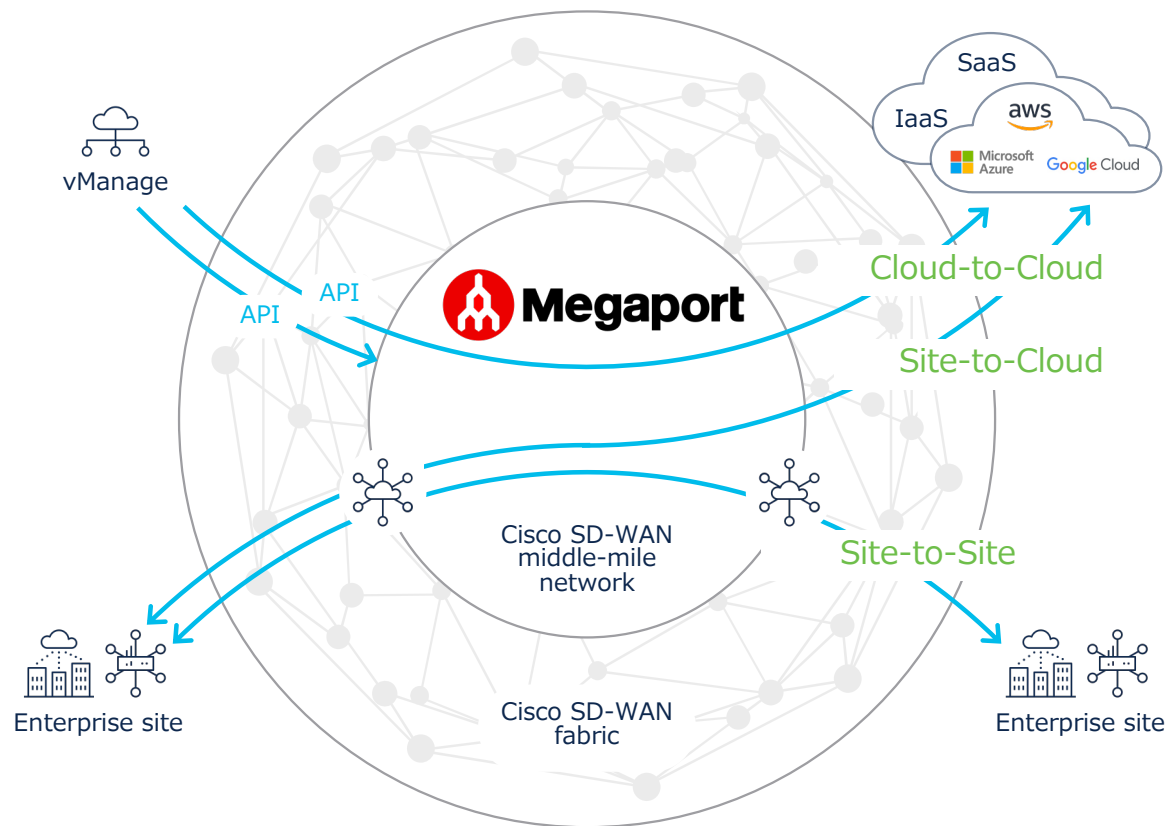 SaaS
IaaS
aws
Microsoft
Azure
Google Cloud
vManage
API
API
Megaport
Cloud-to-Cloud
Site-to-Cloud
Cisco SD-WAN
middle-mile
network
Site-to-Site
Enterprise site
Cisco SD-WAN
fabric
Enterprise site